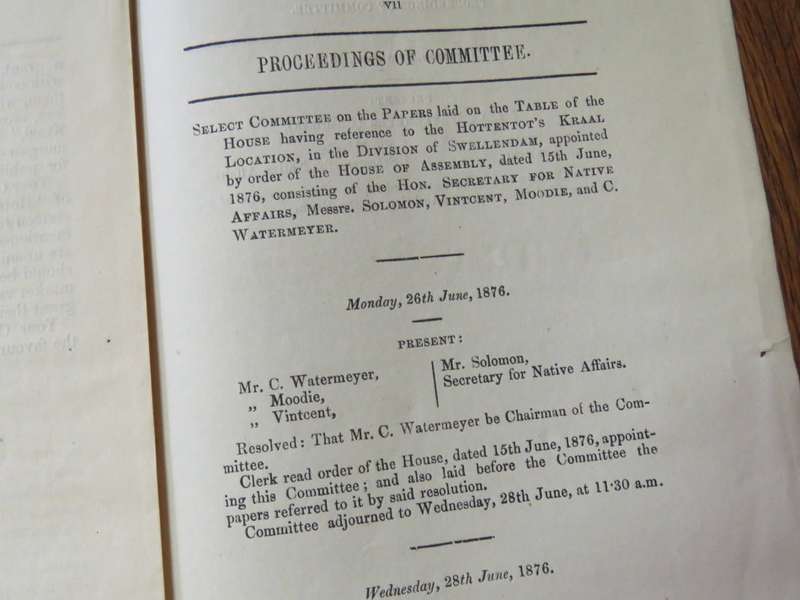 VII
PROCEEDINGS OF COMMITTEE.
SELECT COMMITTEE on the PAPERS laid on the TABLE of the
HOUSE having reference to the HOTTENTOT'S KRAAL
LOCATION, in the DIVISION of SWELLENDAM, appointed
by order of the HOUSE OF ASSEMBLY, dated 15th June,
1876, consisting of the HON. SECRETARY FOR NATIVE
AFFAIRS, Messrs. SOLOMON, VINTCENT, MOODIE, and C.
WATERMEYER.
Monday, 26th June, 1876.
PRESENT:
Mr. C. Watermeyer,
„ Moodie,
„ Vintcent,
Mr. Solomon,
Secretary for Native Affairs.
Resolved: That Mr. C. Watermeyer be Chairman of the Com-
mittee.
Clerk read order of the House, dated 15th June, 1876, appoint-
ing this Committee; and also laid before the Committee the
papers referred to it by said resolution.
Committee adjourned to Wednesday, 28th June, at 11·30 a.m.
Wednesday, 28th June, 1876.